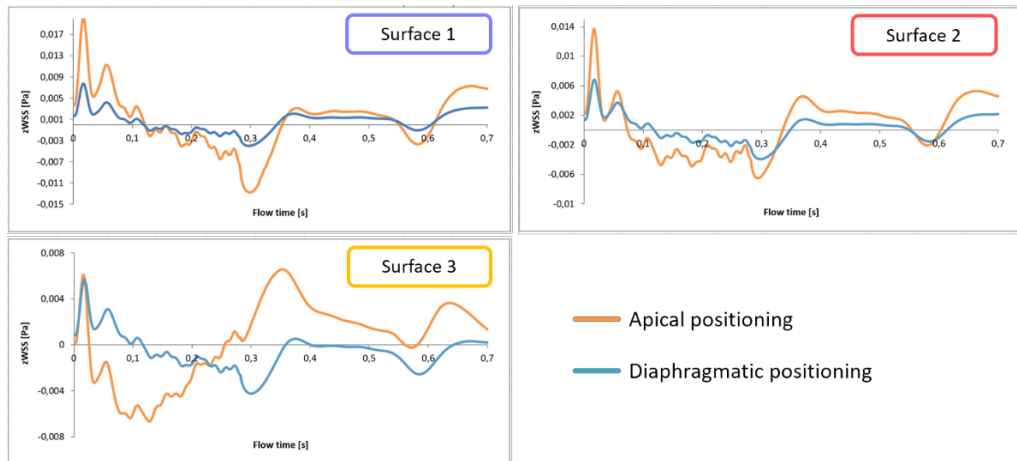 Surface 1
0,017
0,013
0,009
0,005
0,001
-0,003
-0,007
-0,011
-0,015
zWSS [Pa]
0 0,1 0,2 0,3 0,4 0,5 0,6 0,7
Flow time [s]
Surface 2
0,014
0,01
0,006
0,002
-0,002
-0,006
-0,01
zWSS [Pa]
0 0,1 0,2 0,3 0,4 0,5 0,6 0,7
Flow time [s]
Surface 3
0,008
0,004
0
-0,004
-0,008
zWSS [Pa]
0 0,1 0,2 0,3 0,4 0,5 0,6 0,7
Flow time [s]
Apical positioning
Diaphragmatic positioning